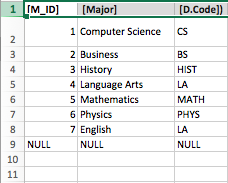 1 [M_ID] [Major] [D.Code])
2 1 Computer Science CS
3 2 Business BS
4 3 History HIST
5 4 Language Arts LA
6 5 Mathematics MATH
7 6 Physics PHYS
8 7 English LA
9 NULL NULL NULL
10
11